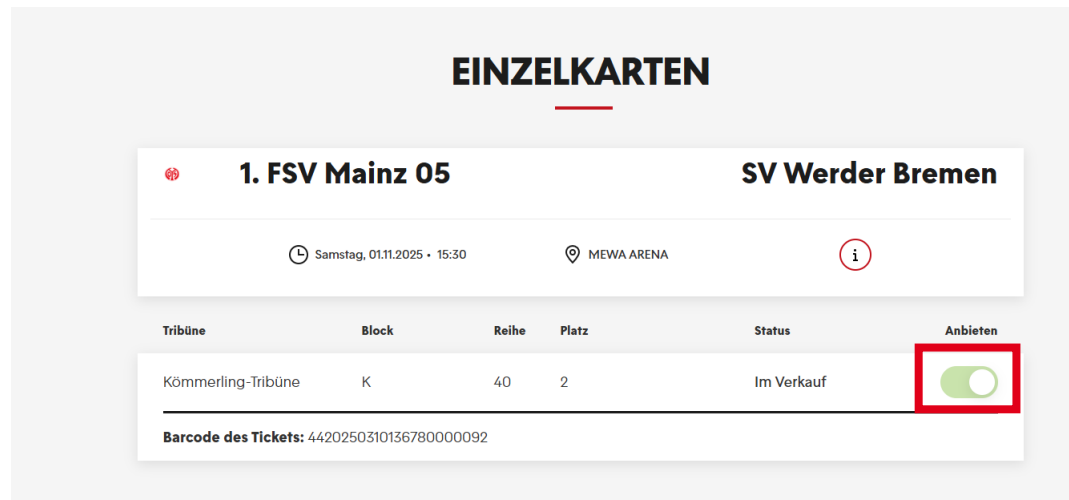 EINZELKARTEN
1. FSV Mainz 05 SV Werder Bremen
Samstag, 01.11.2025 • 15:30 MEWA ARENA i
Tribüne Block Reihe Platz Status Anbieten
Kömmerling-Tribüne K 40 2 Im Verkauf
Barcode des Tickets: 4420250310136780000092